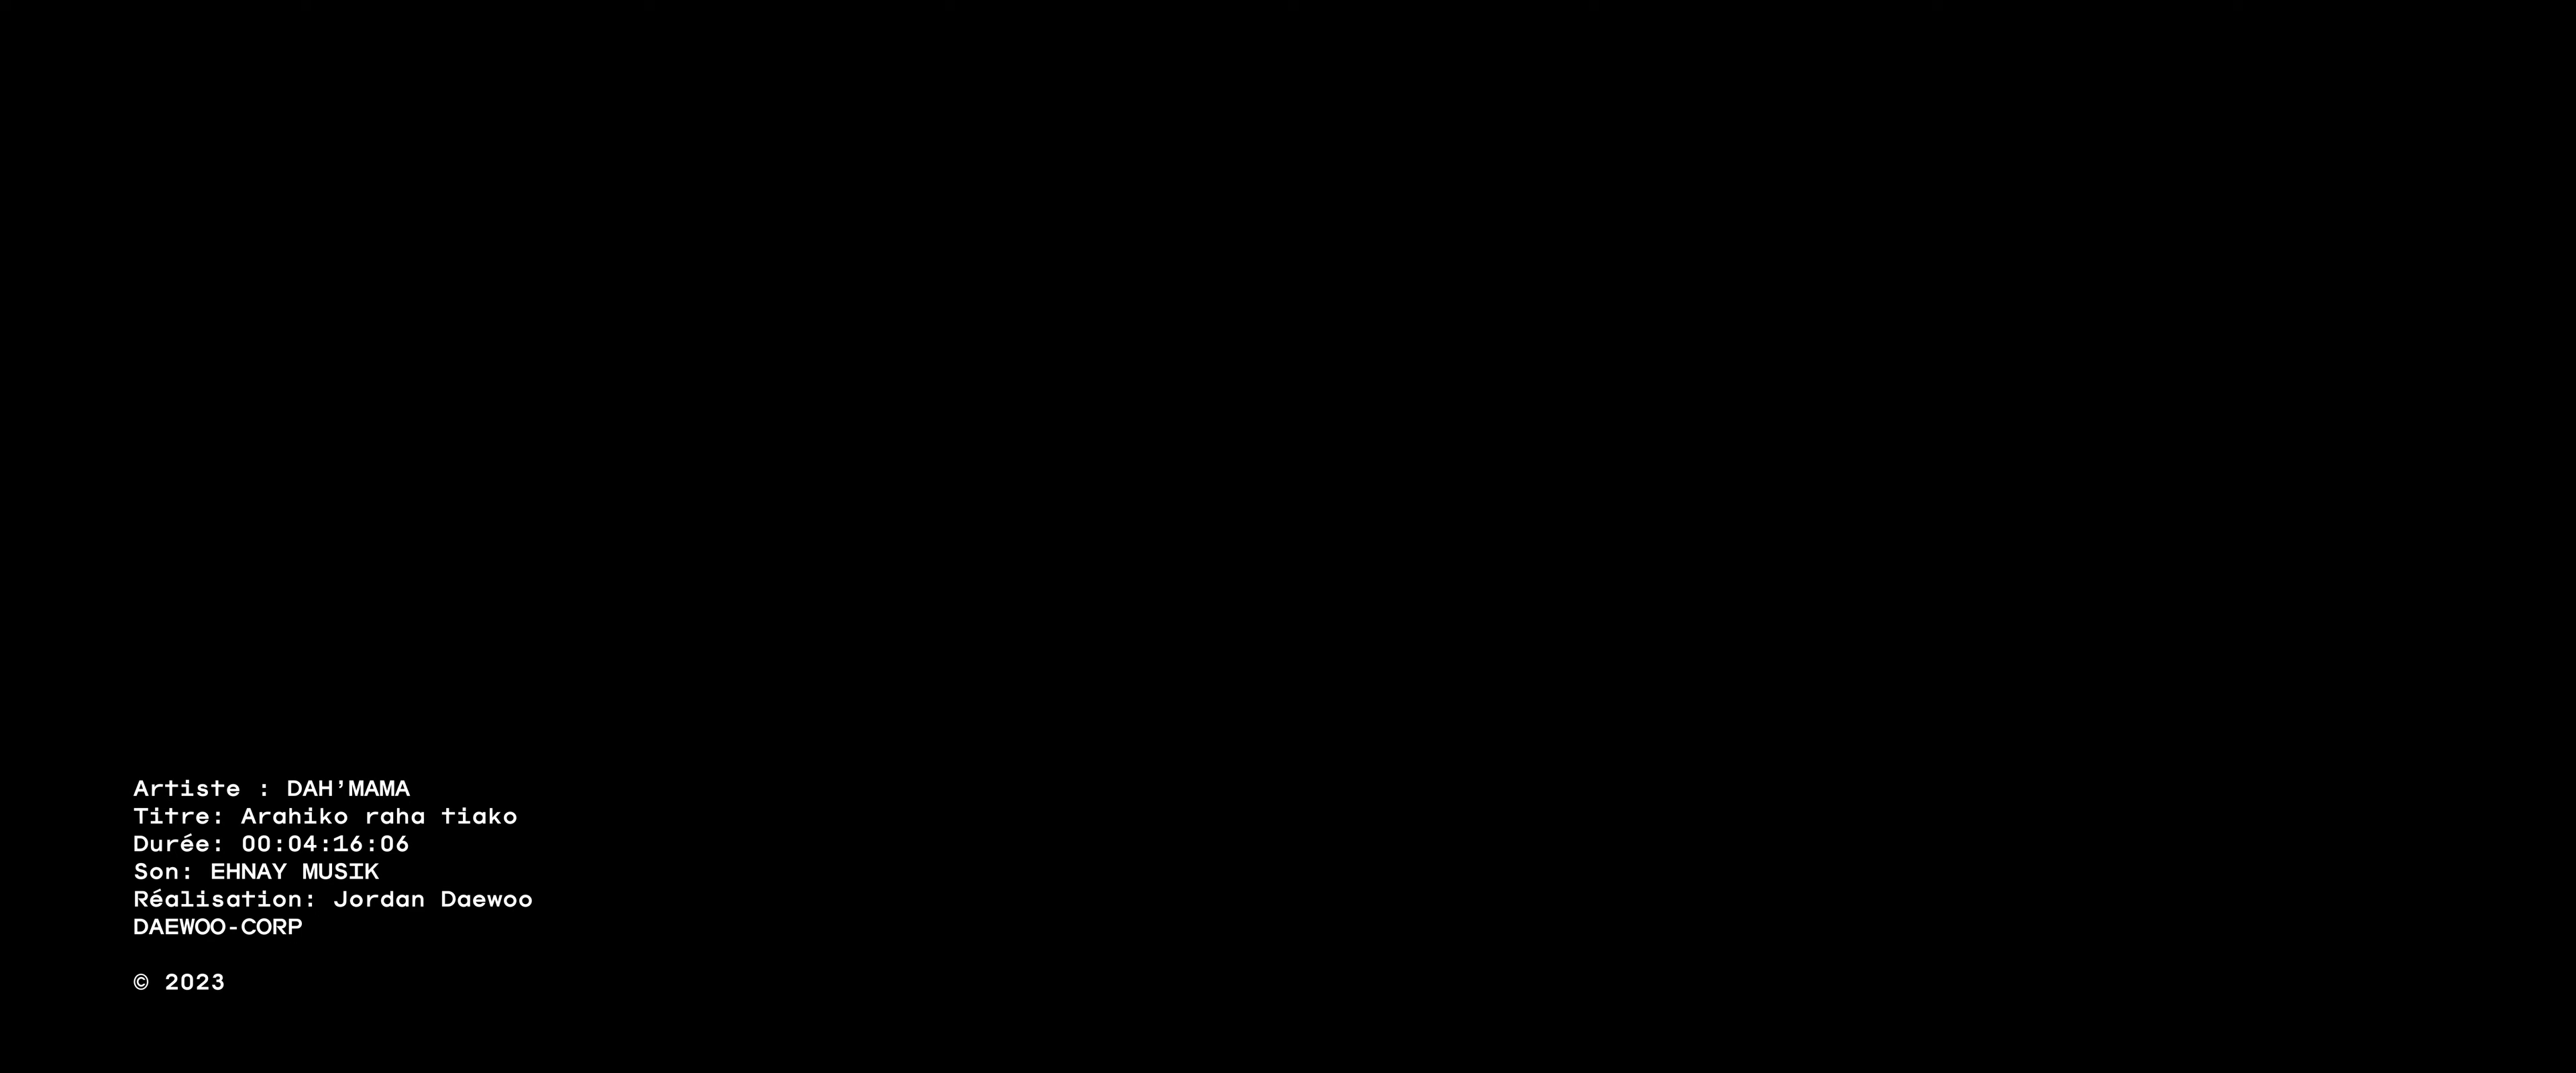 Artiste : DAH’MAMA
Titre: Arahiko raha tiako
Durée: 00:04:16:06
Son: EHNAY MUSIK
Réalisation: Jordan Daewoo
DAEWOO-CORP
© 2023